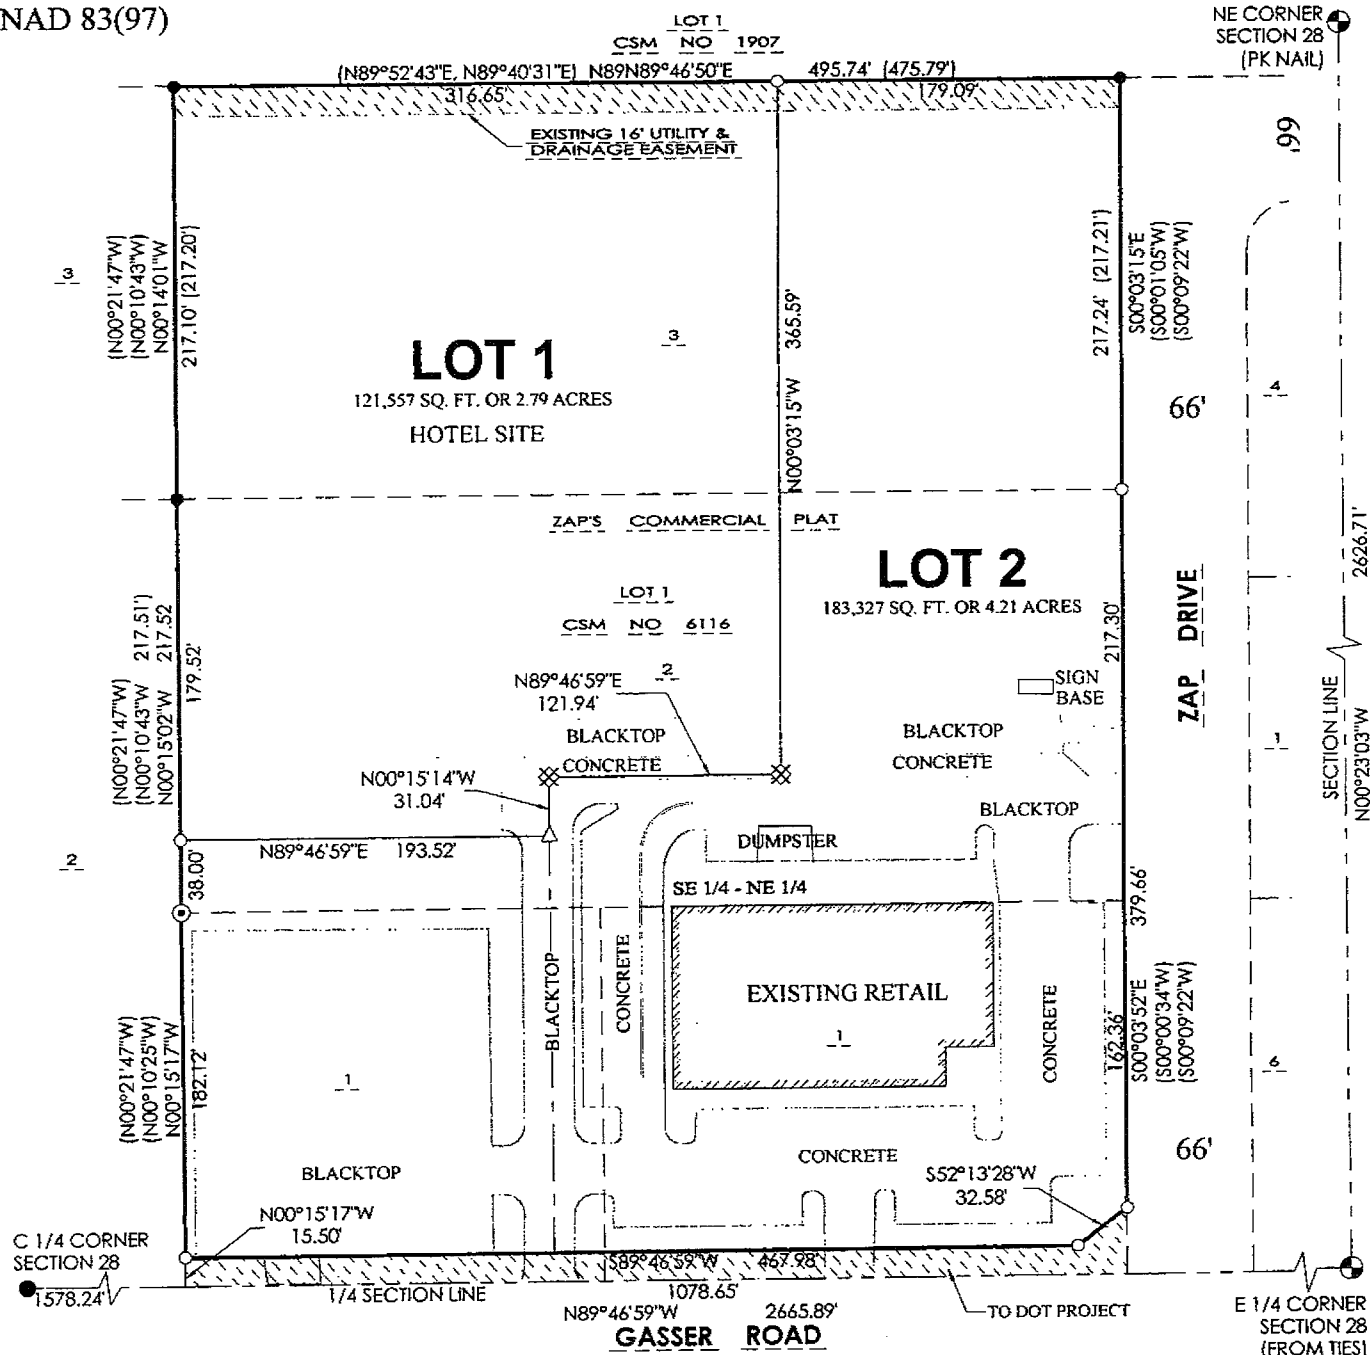 NAD 83(97)
LOT 1
CSM NO 1907
NE CORNER
SECTION 28
(PK NAIL)
(N89°52'43"E, N89°40'31"E) N89N89°46'50"E 495.74' (475.79')
316.65' 179.09'
EXISTING 16' UTILITY &
DRAINAGE EASEMENT
66'
(N00°21'47"W)
(N00°10'43"W)
N00°14'01"W
217.10' (217.20')
3
3
LOT 1
121,557 SQ. FT. OR 2.79 ACRES
HOTEL SITE
N00°03'15"W 365.59'
217.24' (217.21')
S00°03'15"E
(S00°01'05"W)
(S00°09'22"W)
4
66'
ZAP'S COMMERCIAL PLAT
LOT 1
CSM NO 6116
2
LOT 2
183,327 SQ. FT. OR 4.21 ACRES
217.30'
ZAP DRIVE
SECTION LINE
N00°23'03"W 2626.71'
(N00°21'47"W)
(N00°10'43"W 217.51')
N00°15'02"W 217.52
179.52'
N89°46'59"E
121.94'
SIGN
BASE
BLACKTOP
CONCRETE
BLACKTOP
CONCRETE
1
N00°15'14"W
31.04'
BLACKTOP
DUMPSTER
N89°46'59"E 193.52'
2
38.00'
SE 1/4 - NE 1/4
379.66'
BLACKTOP
CONCRETE
EXISTING RETAIL
1
CONCRETE
162.36'
S00°03'52"E
(S00°00'34"W)
(S00°09'22"W)
6
(N00°21'47"W)
(N00°10'25"W)
N00°15'17"W
182.12'
1
66'
BLACKTOP
CONCRETE
S52°13'28"W
32.58'
N00°15'17"W
15.50'
C 1/4 CORNER
SECTION 28
1578.24'
S89°46'59"W 467.98'
1/4 SECTION LINE
1078.65'
N89°46'59"W 2665.89'
TO DOT PROJECT
GASSER ROAD
E 1/4 CORNER
SECTION 28
(FROM TIES)